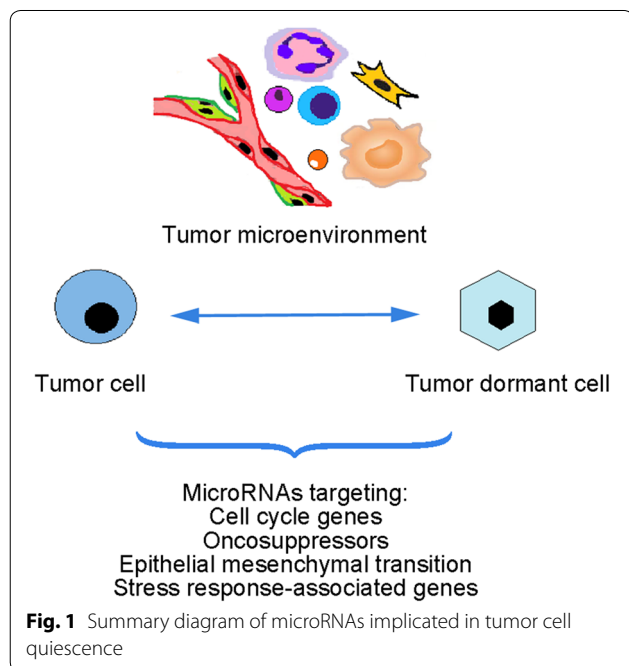 Tumor microenvironment
Tumor cell
Tumor dormant cell
MicroRNAs targeting:
Cell cycle genes
Oncosuppressors
Epithelial mesenchymal transition
Stress response-associated genes
Fig. 1 Summary diagram of microRNAs implicated in tumor cell
quiescence